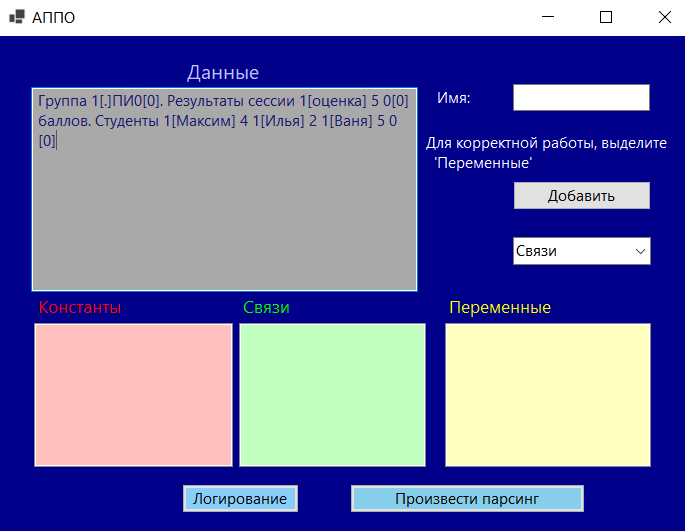 АППО
Данные
Группа 1[.]ПИ0[0]. Результаты сессии 1[оценка] 5 0[0]
баллов. Студенты 1[Максим] 4 1[Илья] 2 1[Ваня] 5 0
[0]
Имя:
Для корректной работы, выделите
'Переменные'
Добавить
Связи
Константы
Связи
Переменные
Логирование
Произвести парсинг